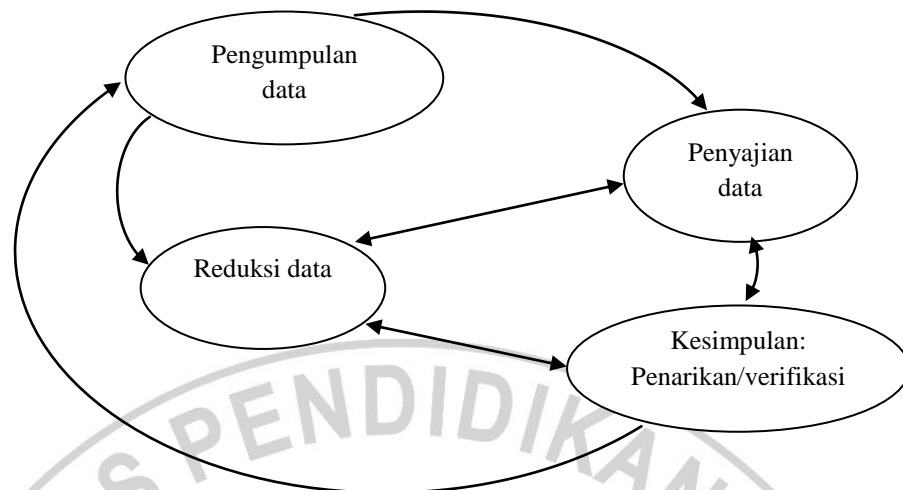 Pengumpulan
data
Penyajian
data
Reduksi data
Kesimpulan:
Penarikan/verifikasi
S PENDIDIKAN